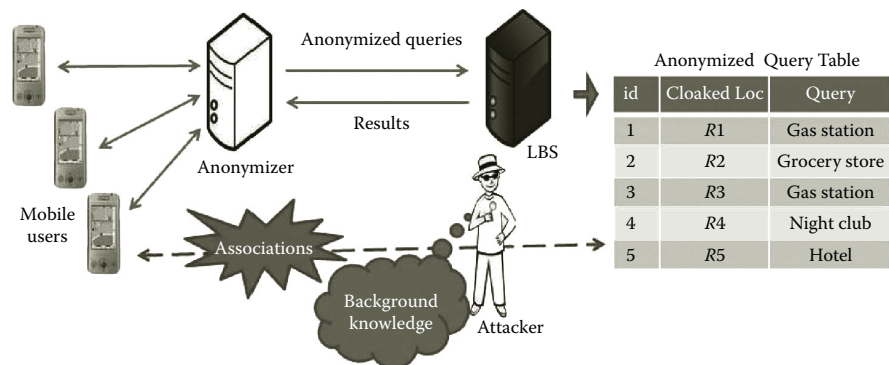 Anonymized queries
Results
Anonymizer
LBS
Mobile
users
Associations
Background
knowledge
Attacker
Anonymized Query Table
id Cloaked Loc Query
1 R1 Gas station
2 R2 Grocery store
3 R3 Gas station
4 R4 Night club
5 R5 Hotel